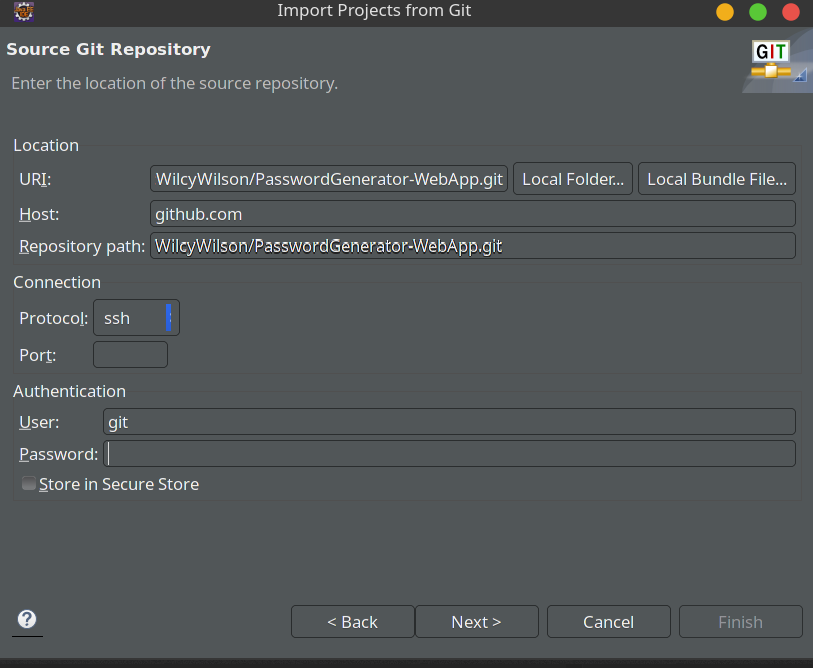 Import Projects from Git
Source Git Repository
GIT
Enter the location of the source repository.
Location
URI: WilcyWilson/PasswordGenerator-WebApp.git Local Folder... Local Bundle File...
Host: github.com
Repository path: WilcyWilson/PasswordGenerator-WebApp.git
Connection
Protocol: ssh
Port:
Authentication
User: git
Password:
Store in Secure Store
? < Back Next > Cancel Finish